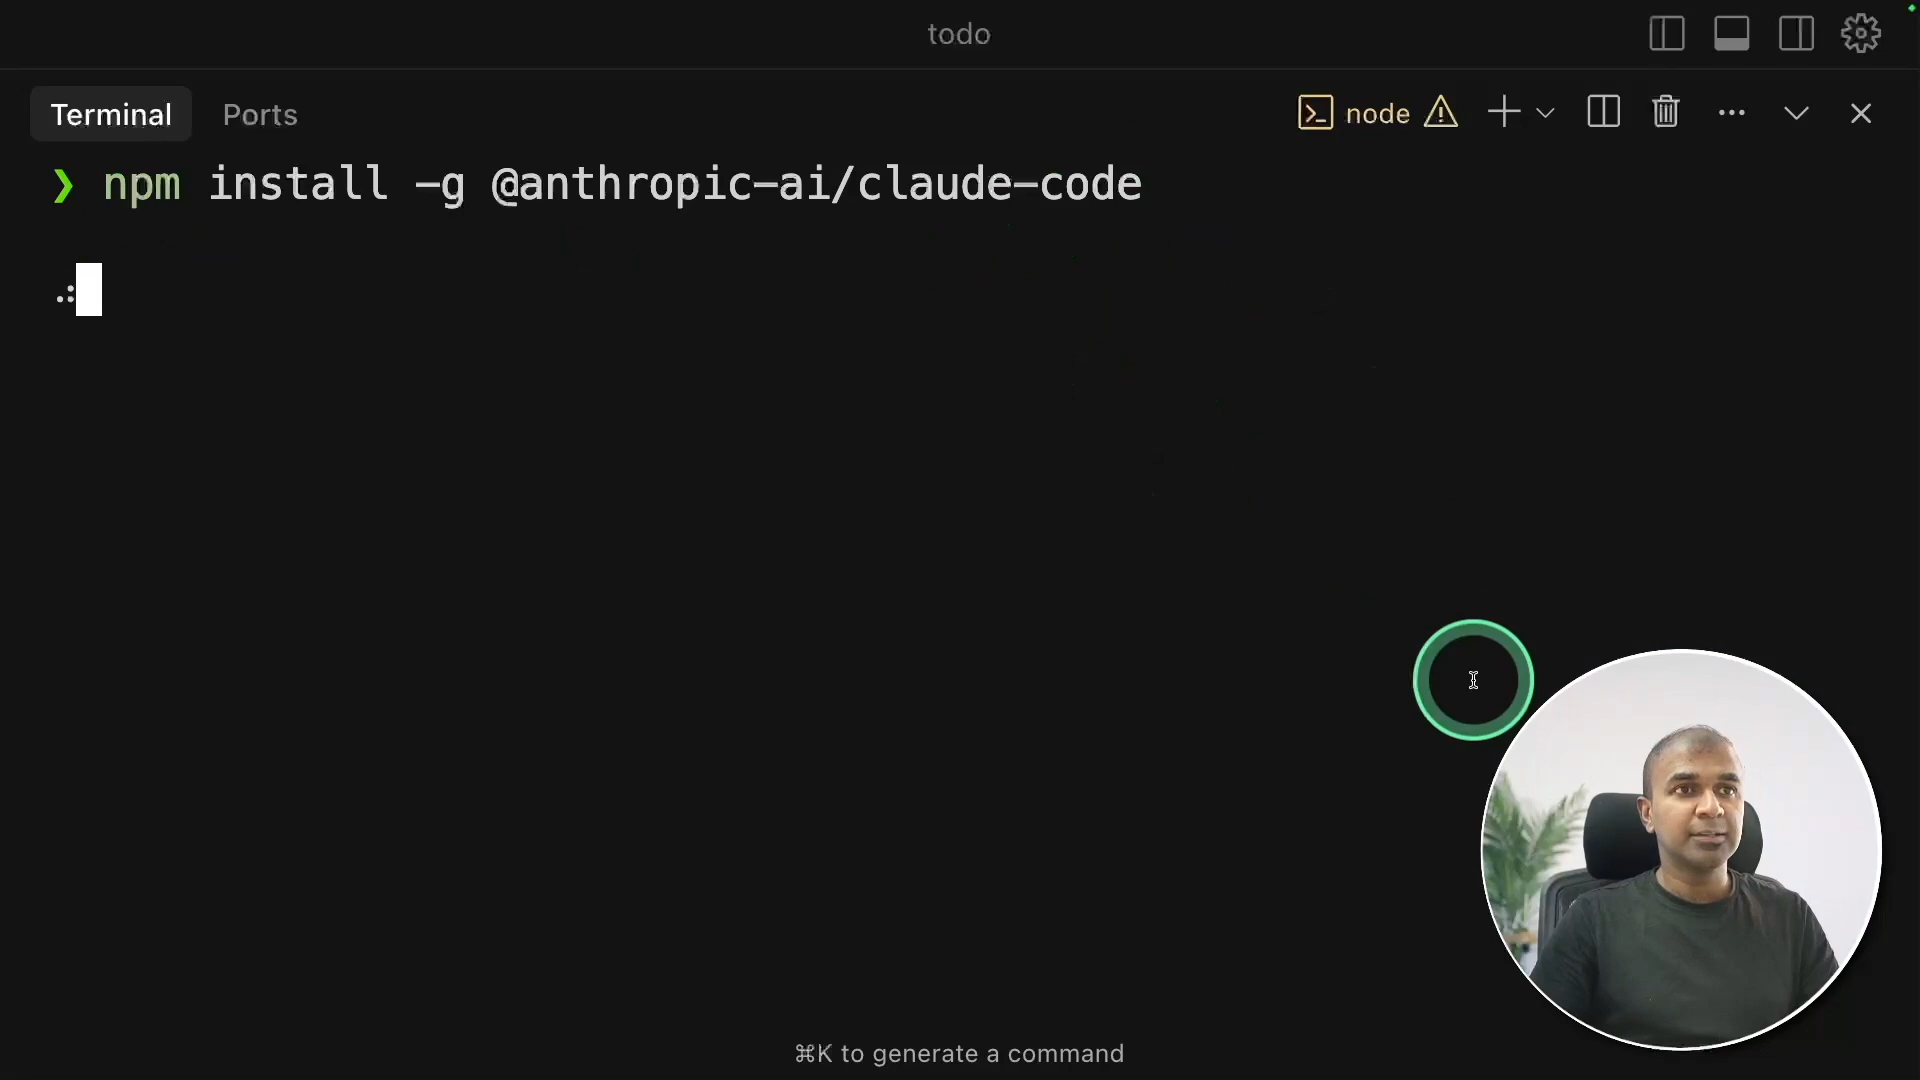 todo
Terminal Ports node
❯ npm install -g @anthropic-ai/claude-code
⌘K to generate a command